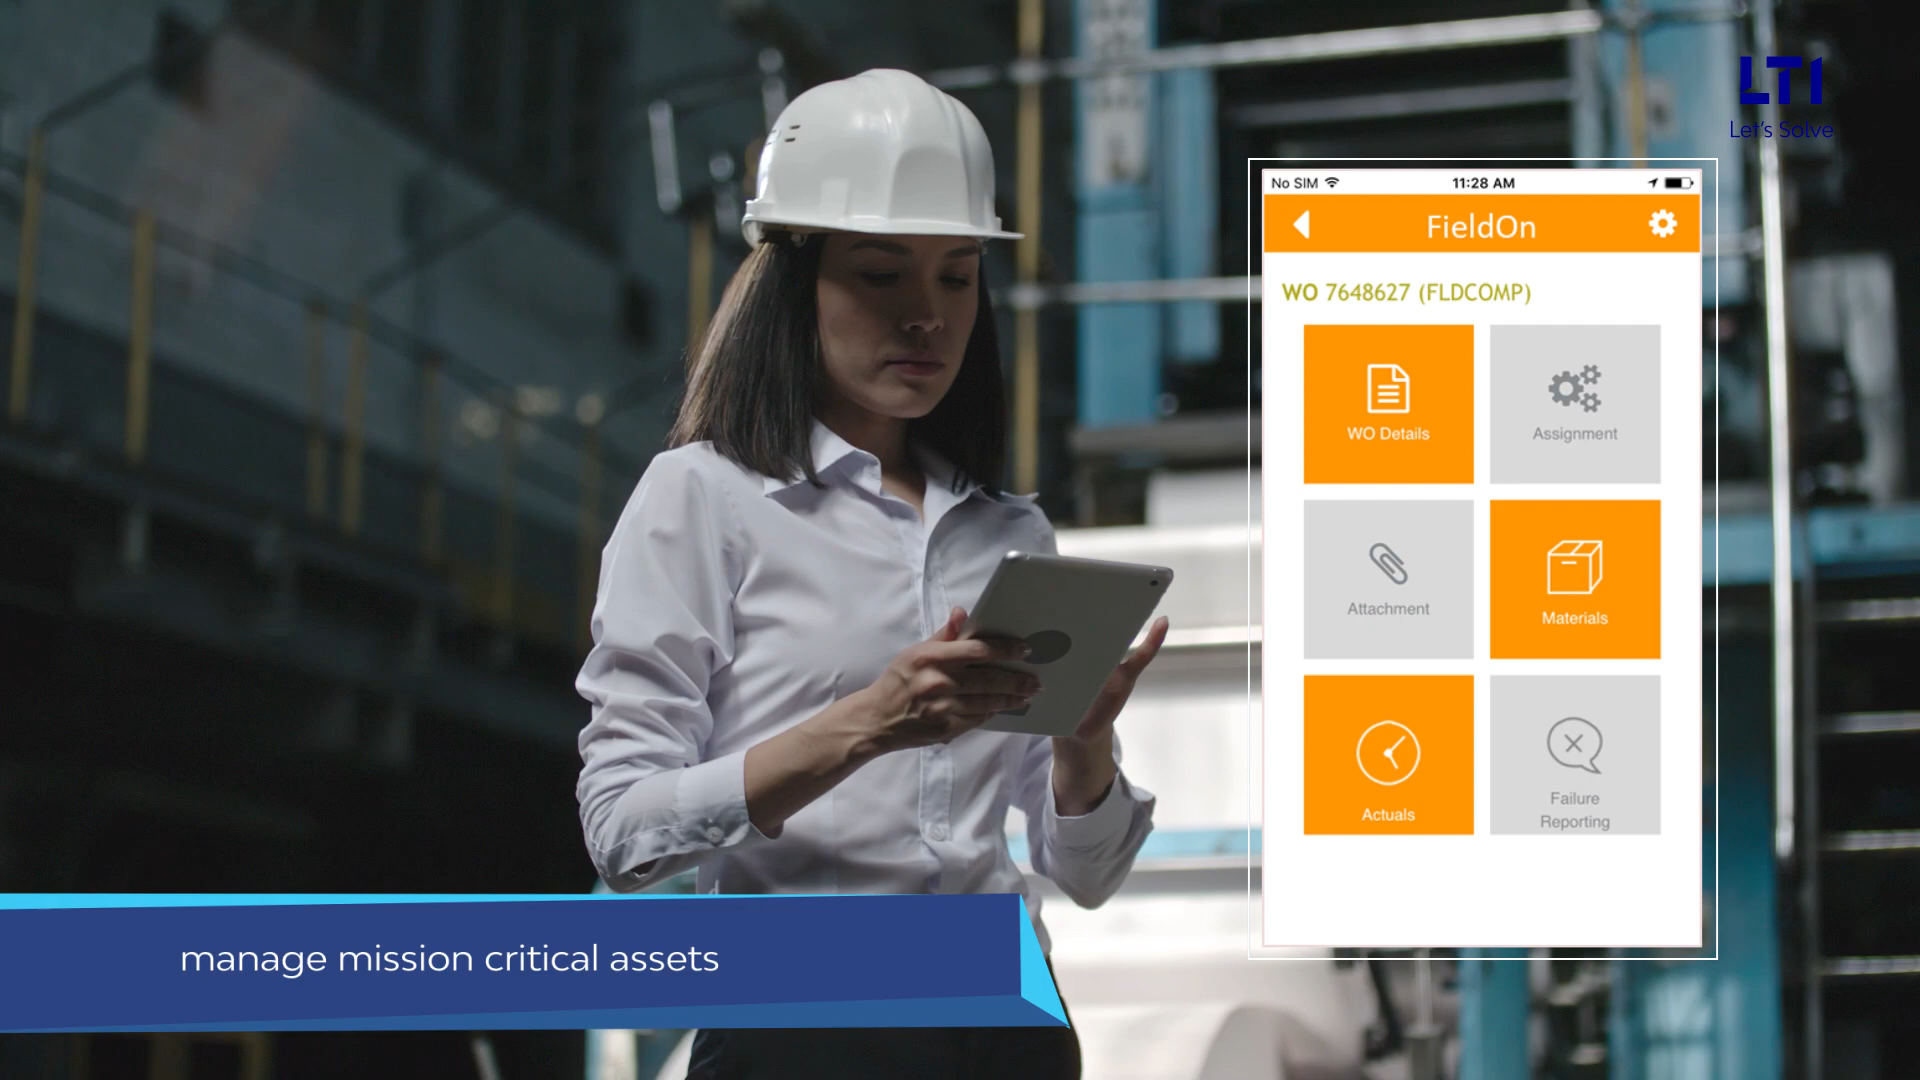 LTI
Let's Solve
No SIM
11:28 AM
FieldOn
WO 7648627 (FLDCOMP)
WO Details
Assignment
Attachment
Materials
Actuals
Failure
Reporting
manage mission critical assets